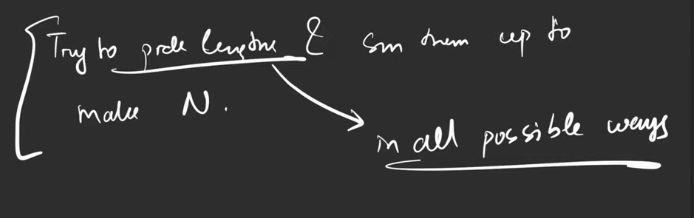 Try to pick lengths & sum them up to
make N.
in all possible ways